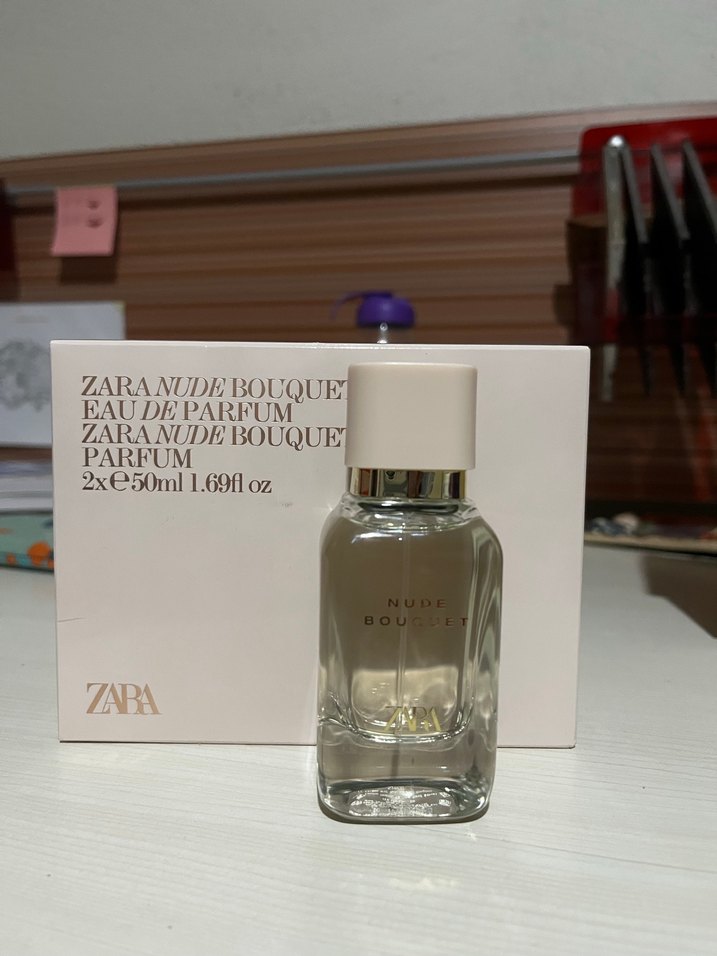 ZARA NUDE BOUQUET
EAU DE PARFUM
ZARA NUDE BOUQUET
PARFUM
2x℮50ml 1.69fl oz
ZARA
NUDE
BOUQUET
ZARA